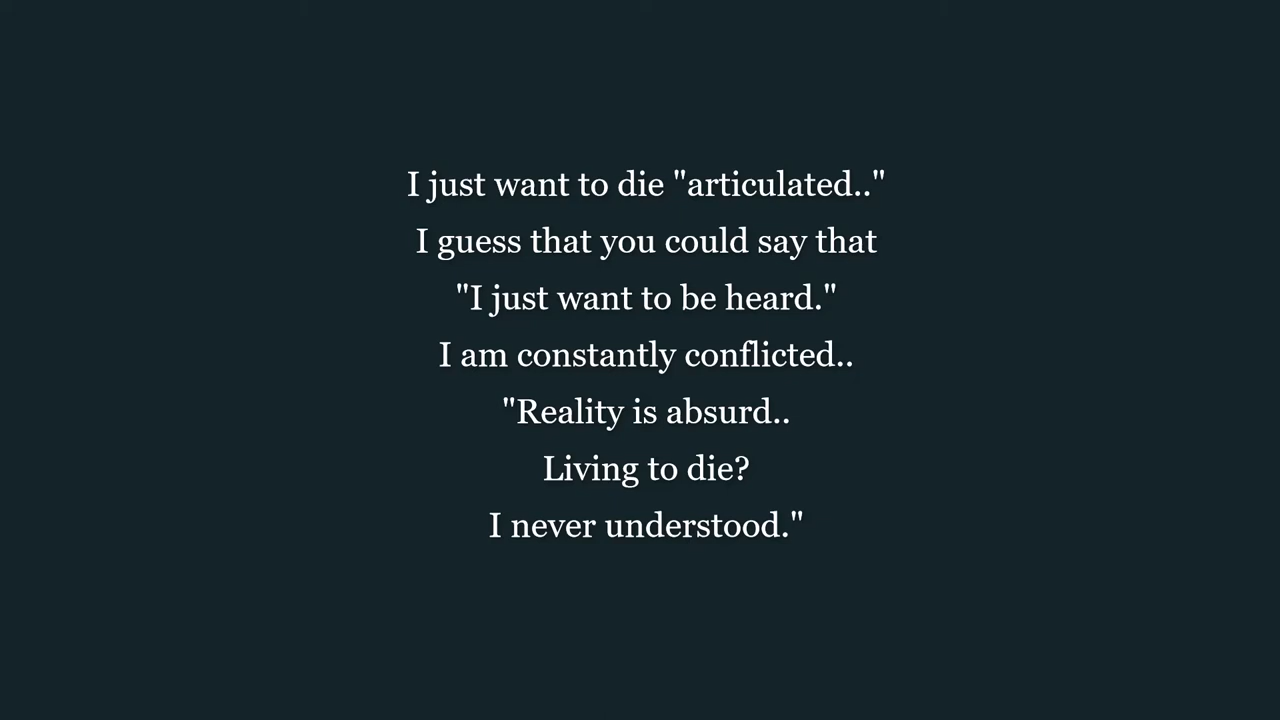 I just want to die "articulated.."
I guess that you could say that
"I just want to be heard."
I am constantly conflicted..
"Reality is absurd..
Living to die?
I never understood."